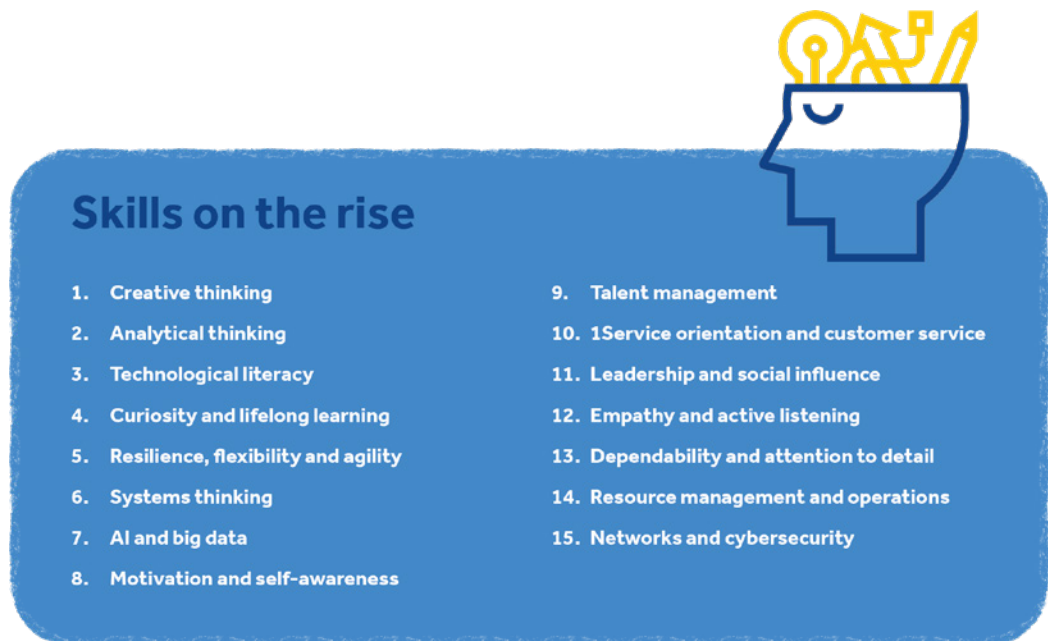 Skills on the rise
1. Creative thinking
2. Analytical thinking
3. Technological literacy
4. Curiosity and lifelong learning
5. Resilience, flexibility and agility
6. Systems thinking
7. AI and big data
8. Motivation and self-awareness
9. Talent management
10. 1Service orientation and customer service
11. Leadership and social influence
12. Empathy and active listening
13. Dependability and attention to detail
14. Resource management and operations
15. Networks and cybersecurity